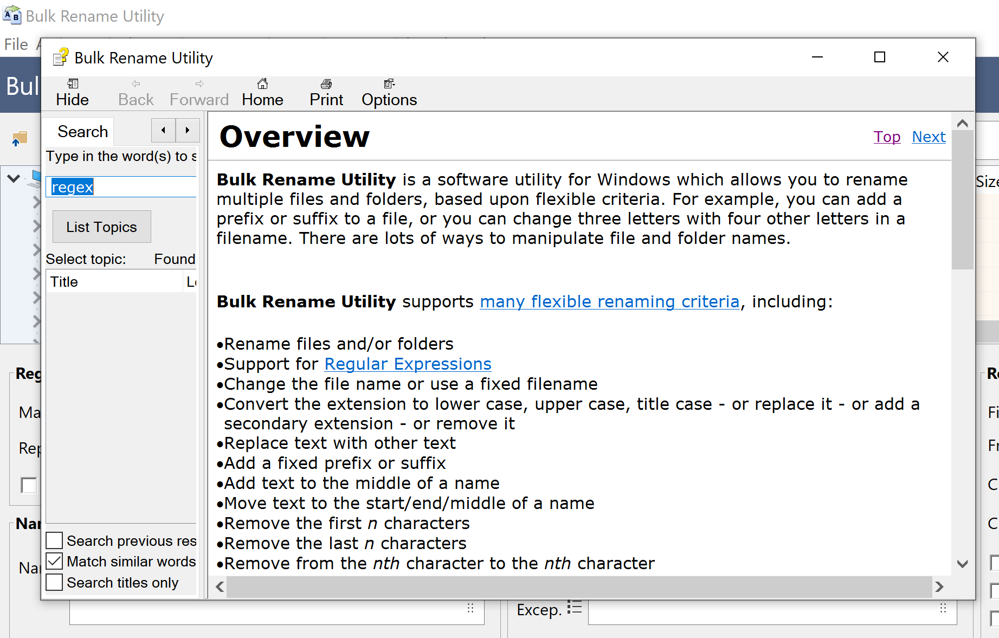 Bulk Rename Utility
File
Bulk Rename Utility
Hide Back Forward Home Print Options
Search
Type in the word(s) to s
regex
List Topics
Select topic: Found
Title
Overview
Top Next
Bulk Rename Utility is a software utility for Windows which allows you to rename
multiple files and folders, based upon flexible criteria. For example, you can add a
prefix or suffix to a file, or you can change three letters with four other letters in a
filename. There are lots of ways to manipulate file and folder names.
Bulk Rename Utility supports many flexible renaming criteria, including:
•Rename files and/or folders
•Support for Regular Expressions
•Change the file name or use a fixed filename
•Convert the extension to lower case, upper case, title case - or replace it - or add a
secondary extension - or remove it
•Replace text with other text
•Add a fixed prefix or suffix
•Add text to the middle of a name
•Move text to the start/end/middle of a name
•Remove the first n characters
•Remove the last n characters
•Remove from the nth character to the nth character
Search previous res
Match similar words
Search titles only
Bul
Reg
Ma
Rep
Nar
Size
Fi
Excep.